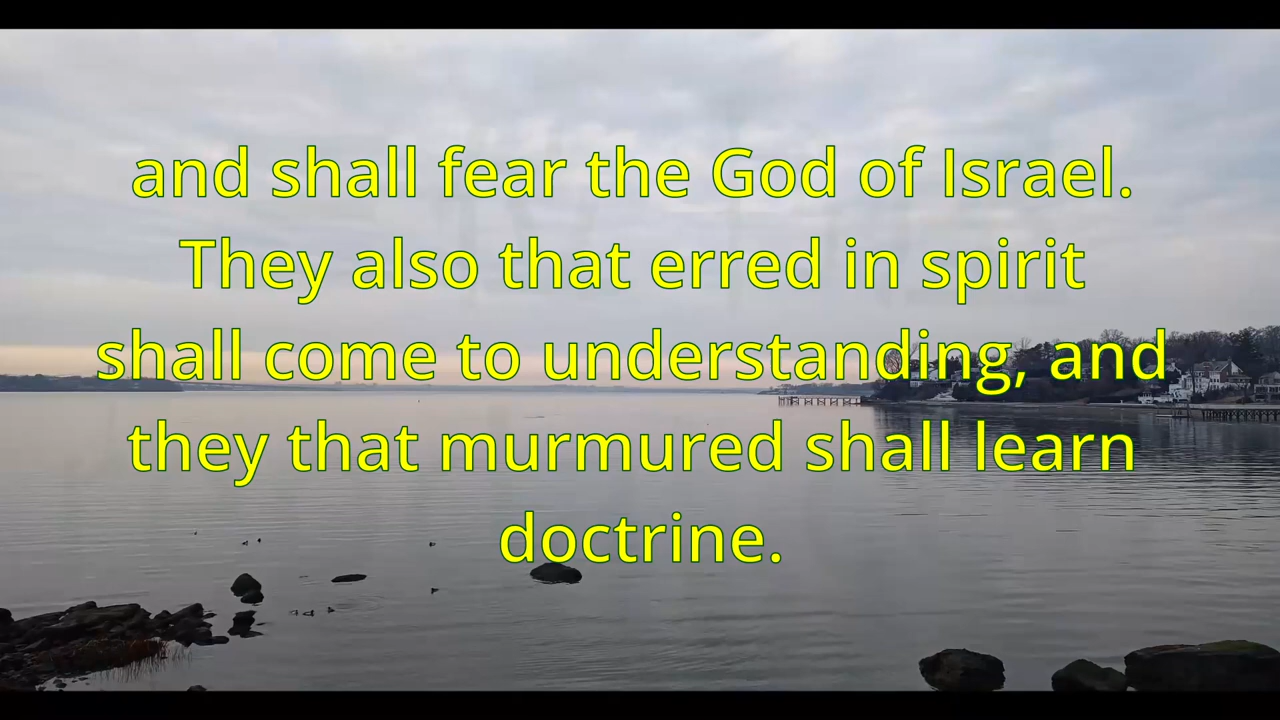 and shall fear the God of Israel.
They also that erred in spirit
shall come to understanding, and
they that murmured shall learn
doctrine.